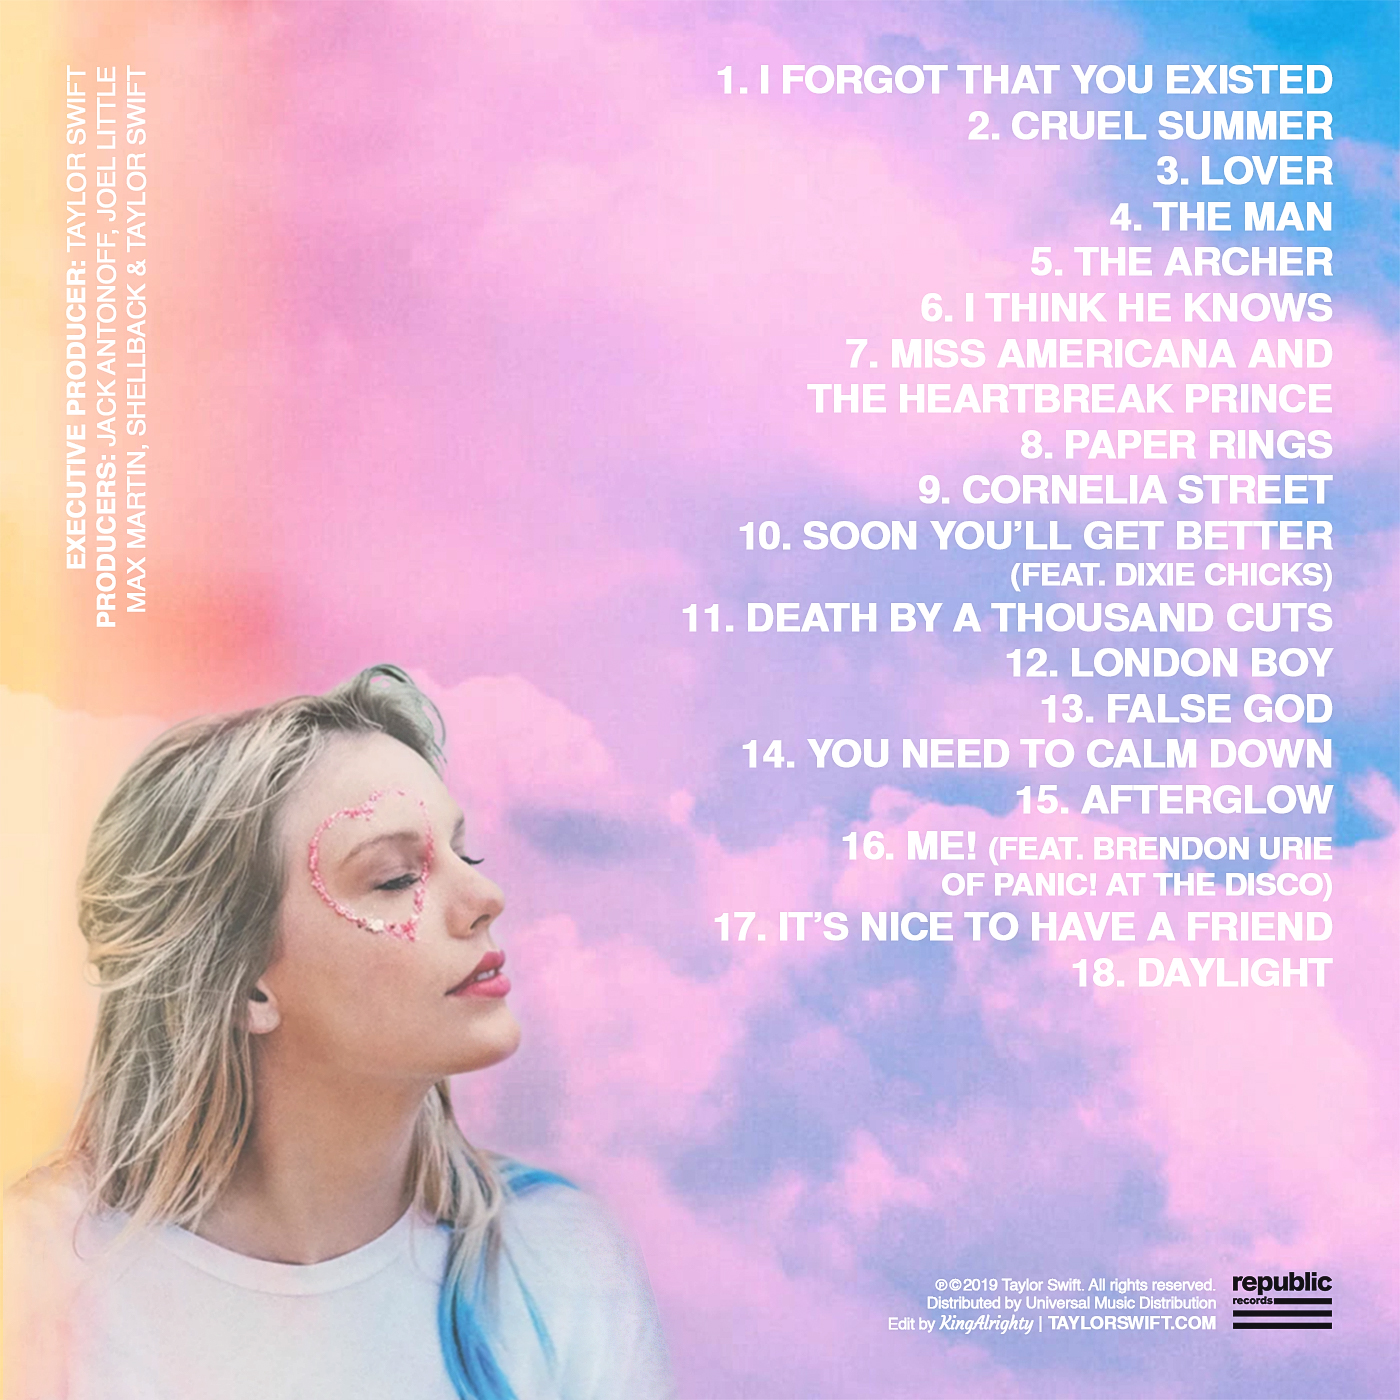 EXECUTIVE PRODUCER: TAYLOR SWIFT
PRODUCERS: JACK ANTONOFF, JOEL LITTLE
MAX MARTIN, SHELLBACK & TAYLOR SWIFT
1. I FORGOT THAT YOU EXISTED
2. CRUEL SUMMER
3. LOVER
4. THE MAN
5. THE ARCHER
6. I THINK HE KNOWS
7. MISS AMERICANA AND
THE HEARTBREAK PRINCE
8. PAPER RINGS
9. CORNELIA STREET
10. SOON YOU’LL GET BETTER
(FEAT. DIXIE CHICKS)
11. DEATH BY A THOUSAND CUTS
12. LONDON BOY
13. FALSE GOD
14. YOU NEED TO CALM DOWN
15. AFTERGLOW
16. ME! (FEAT. BRENDON URIE
OF PANIC! AT THE DISCO)
17. IT’S NICE TO HAVE A FRIEND
18. DAYLIGHT
℗©2019 Taylor Swift. All rights reserved.
Distributed by Universal Music Distribution
Edit by KingAlrighty | TAYLORSWIFT.COM
republic
records